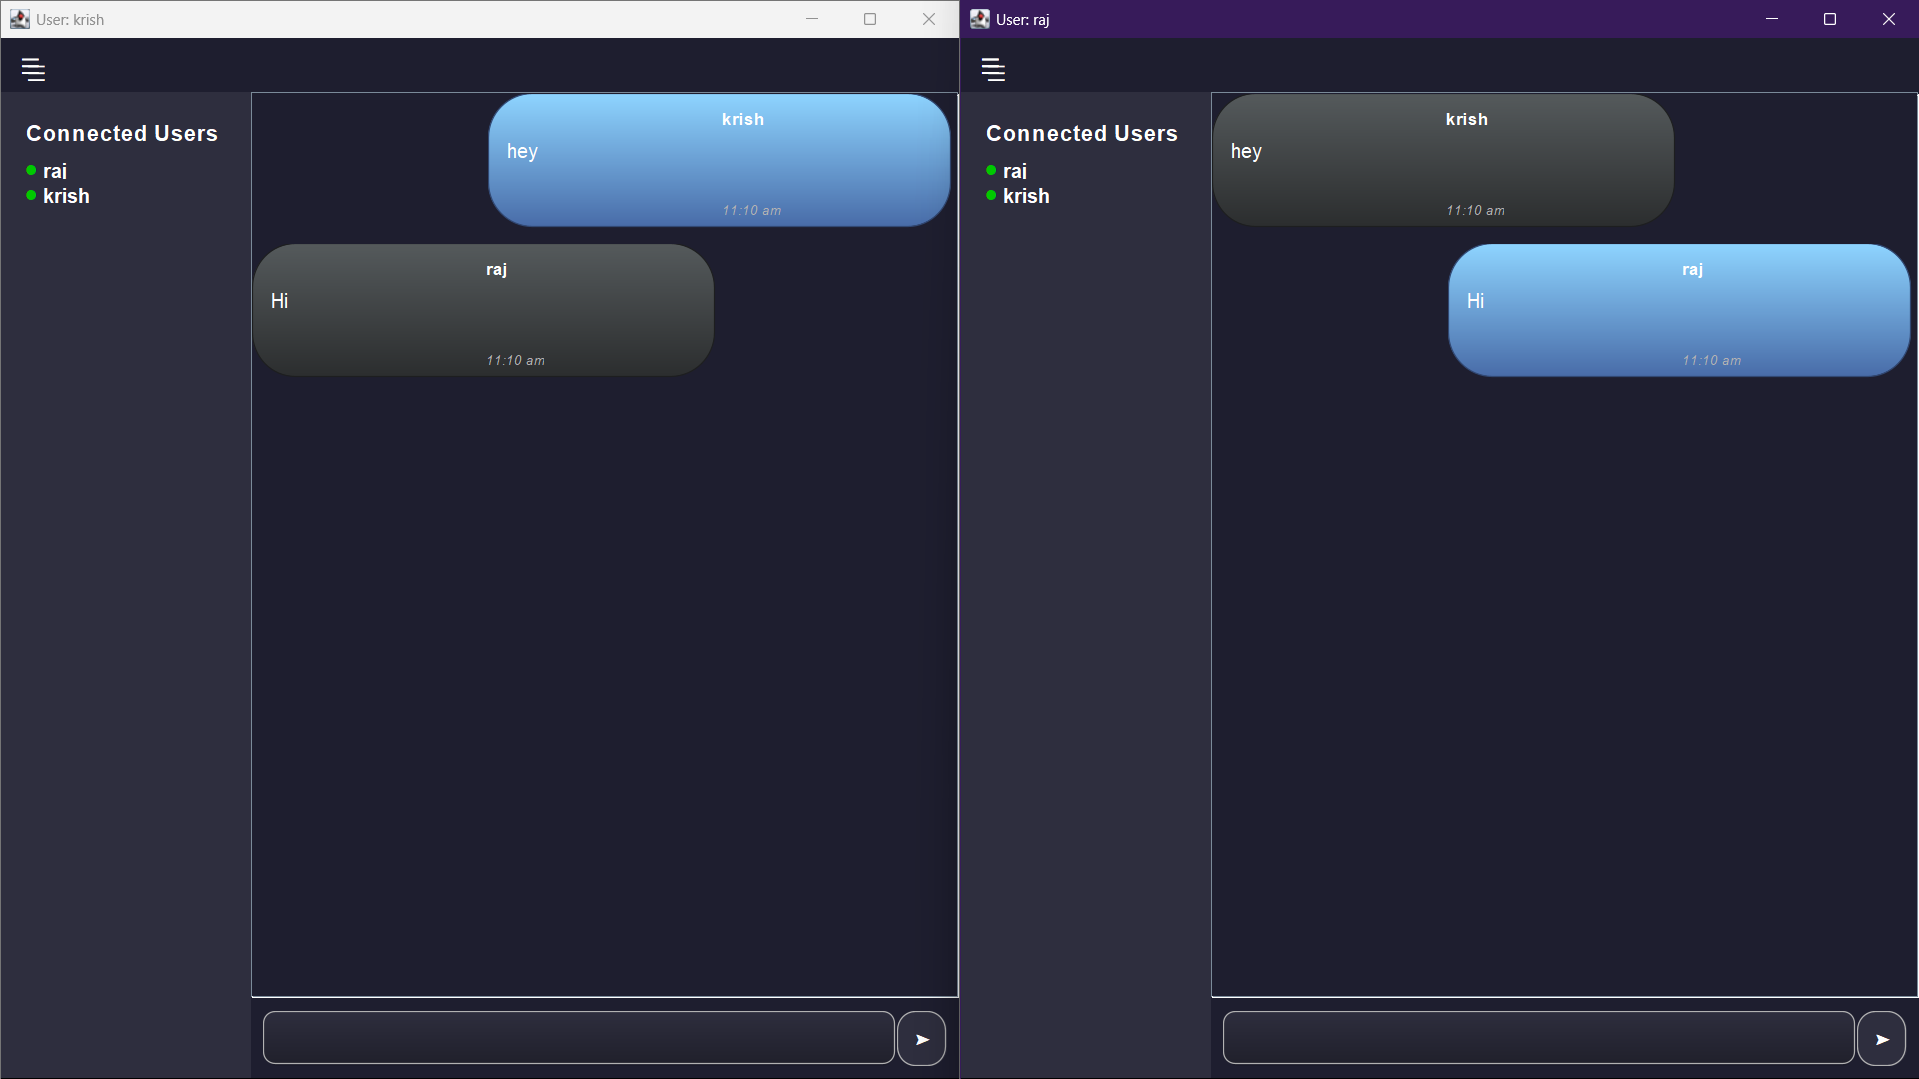 User: krish
Connected Users
raj
krish
krish
hey
11:10 am
raj
Hi
11:10 am
User: raj
Connected Users
raj
krish
krish
hey
11:10 am
raj
Hi
11:10 am